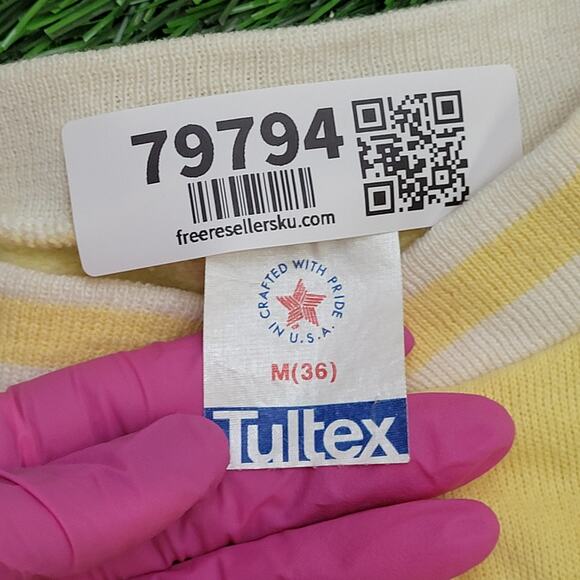 79794
freeresellersku.com
CRAFTED WITH PRIDE
IN U.S.A.
M(36)
Tultex